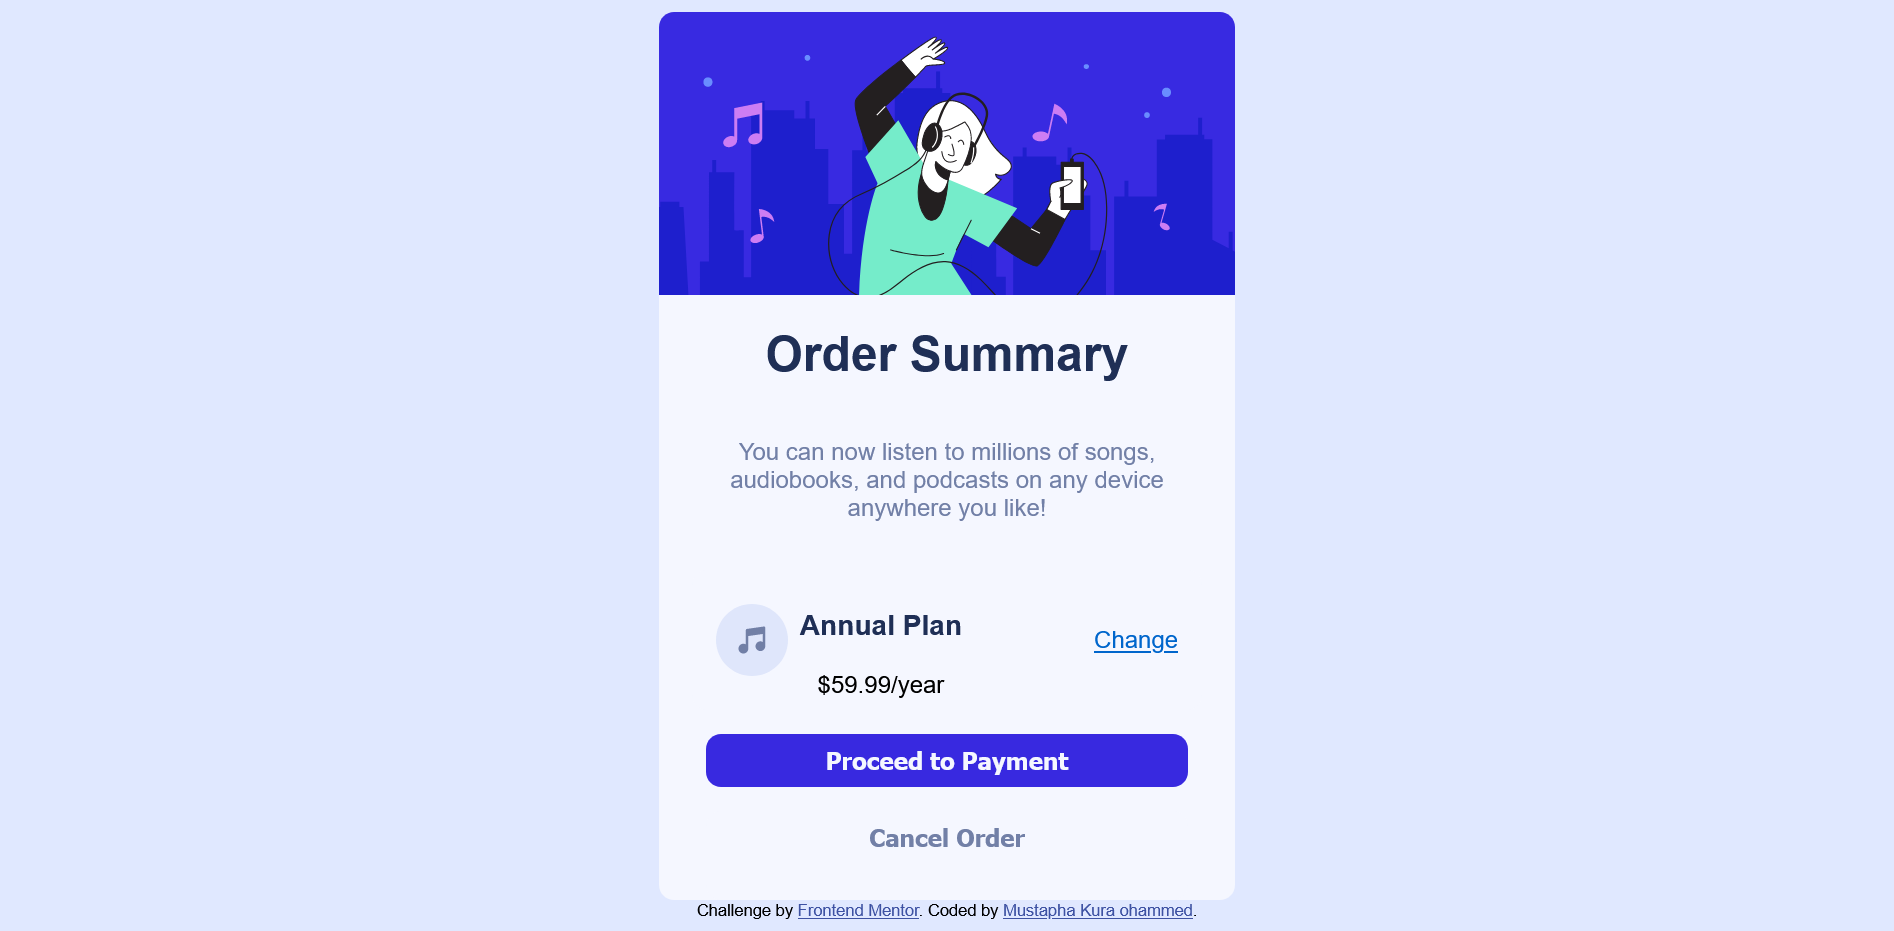 Order Summary
You can now listen to millions of songs,
audiobooks, and podcasts on any device
anywhere you like!
Annual Plan
Change
$59.99/year
Proceed to Payment
Cancel Order
Challenge by Frontend Mentor. Coded by Mustapha Kura ohammed.